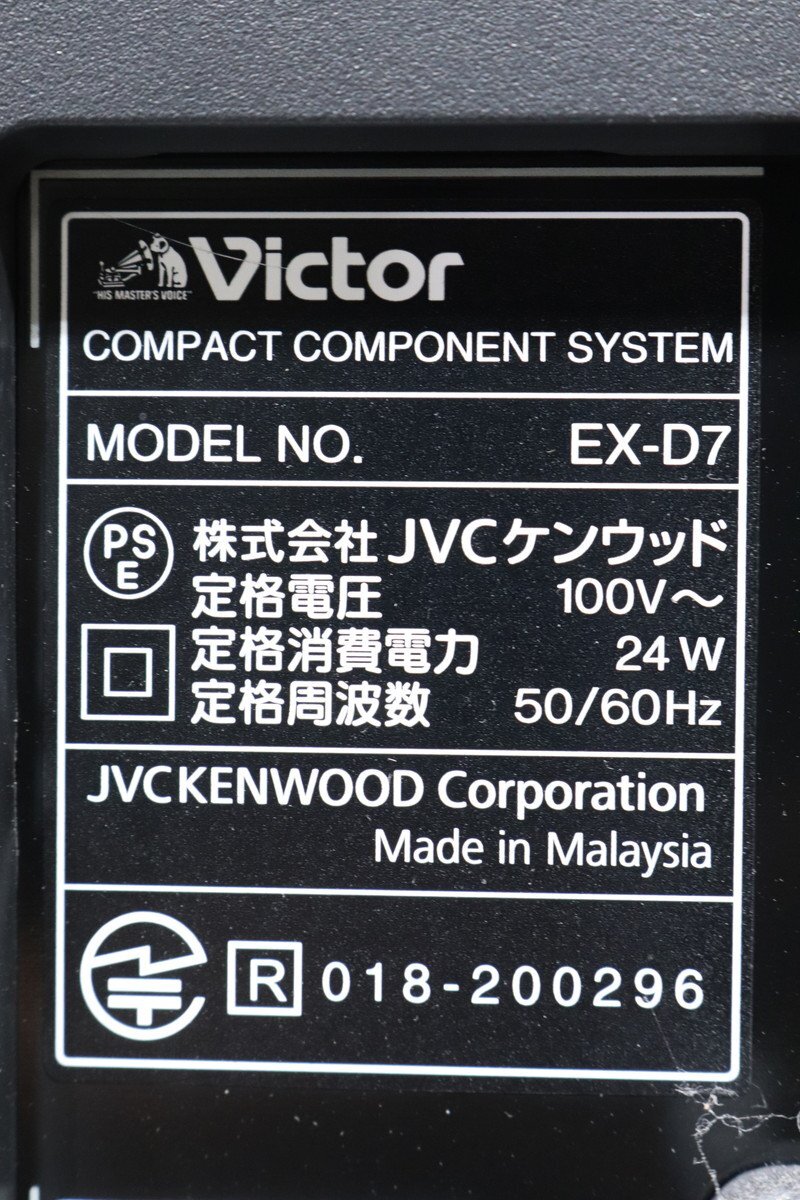 "HIS MASTER'S VOICE" Victor
COMPACT COMPONENT SYSTEM
MODEL NO. EX-D7
PS E 株式会社 JVCケンウッド
定格電圧 100V～
定格消費電力 24 W
定格周波数 50/60Hz
JVCKENWOOD Corporation
Made in Malaysia
R 018-200296